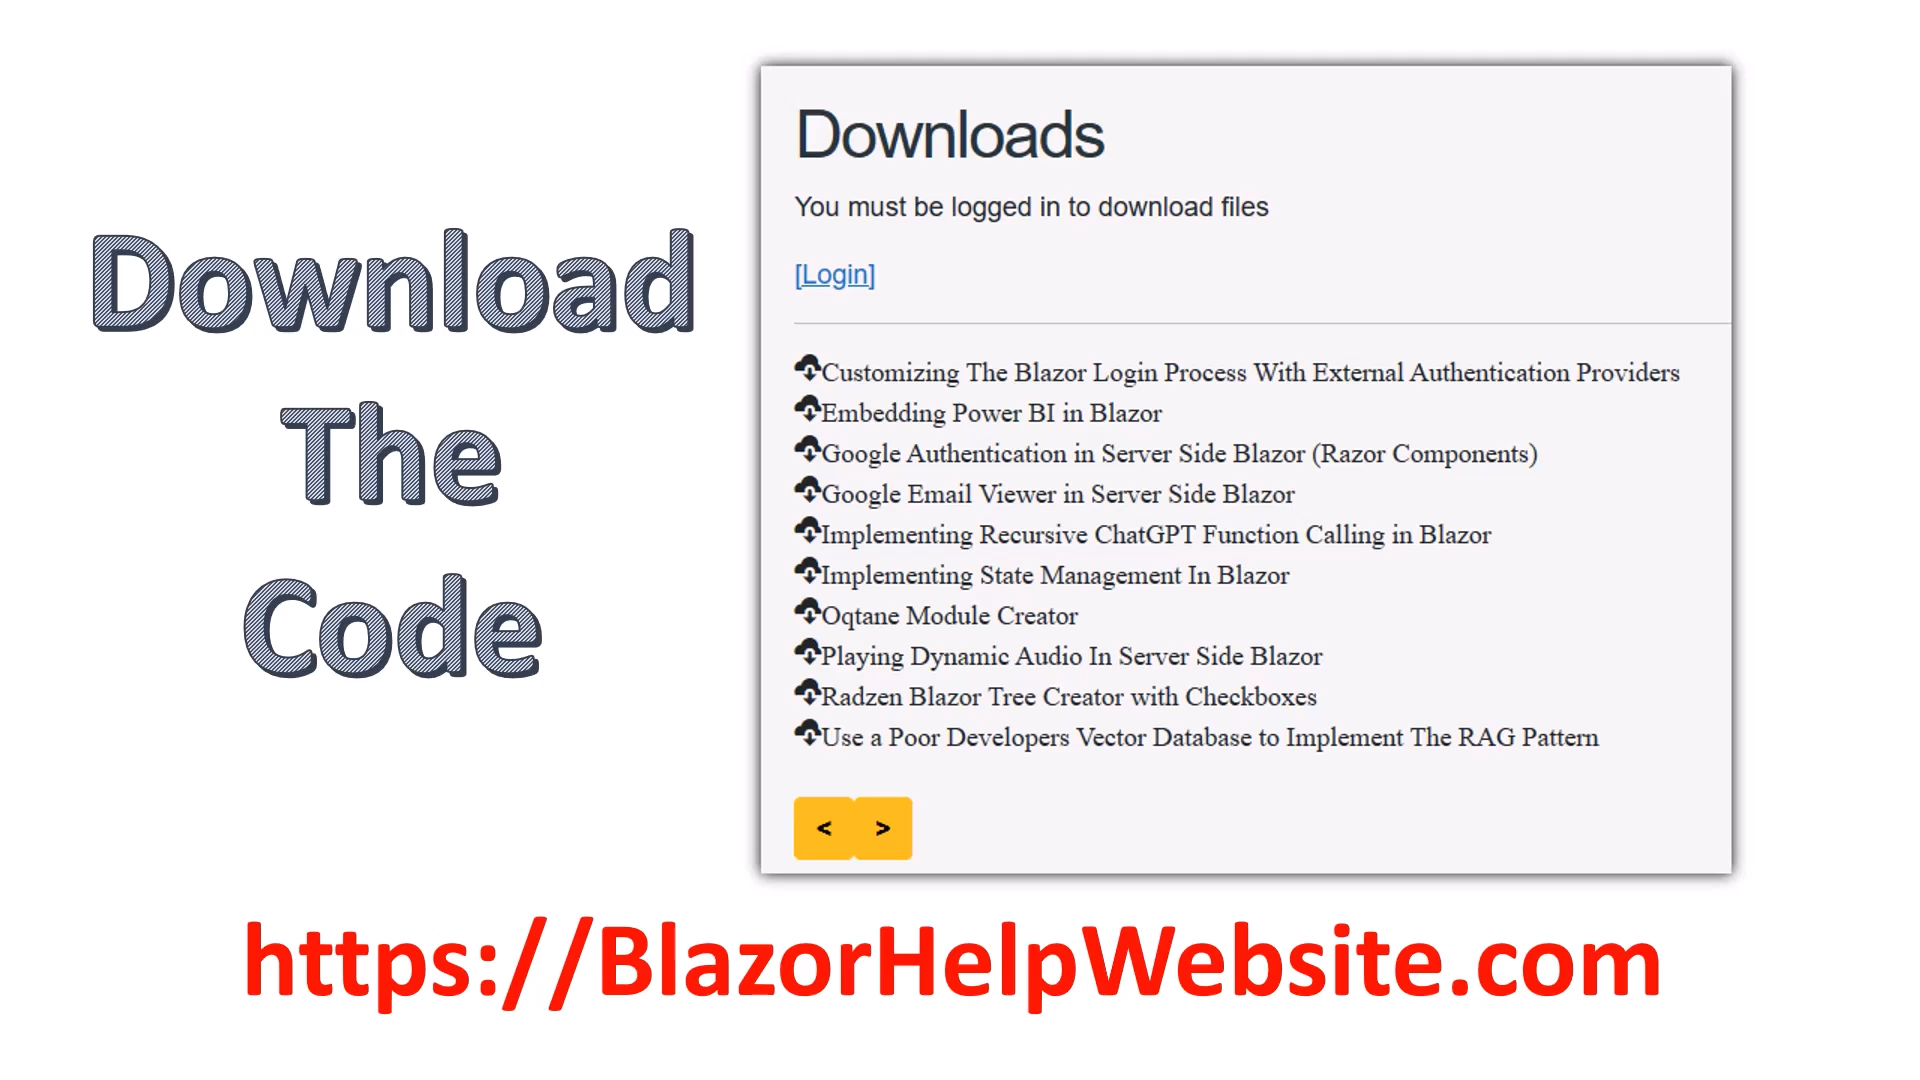 Download
The
Code
Downloads
You must be logged in to download files
[Login]
Customizing The Blazor Login Process With External Authentication Providers
Embedding Power BI in Blazor
Google Authentication in Server Side Blazor (Razor Components)
Google Email Viewer in Server Side Blazor
Implementing Recursive ChatGPT Function Calling in Blazor
Implementing State Management In Blazor
Oqtane Module Creator
Playing Dynamic Audio In Server Side Blazor
Radzen Blazor Tree Creator with Checkboxes
Use a Poor Developers Vector Database to Implement The RAG Pattern
< >
https://BlazorHelpWebsite.com